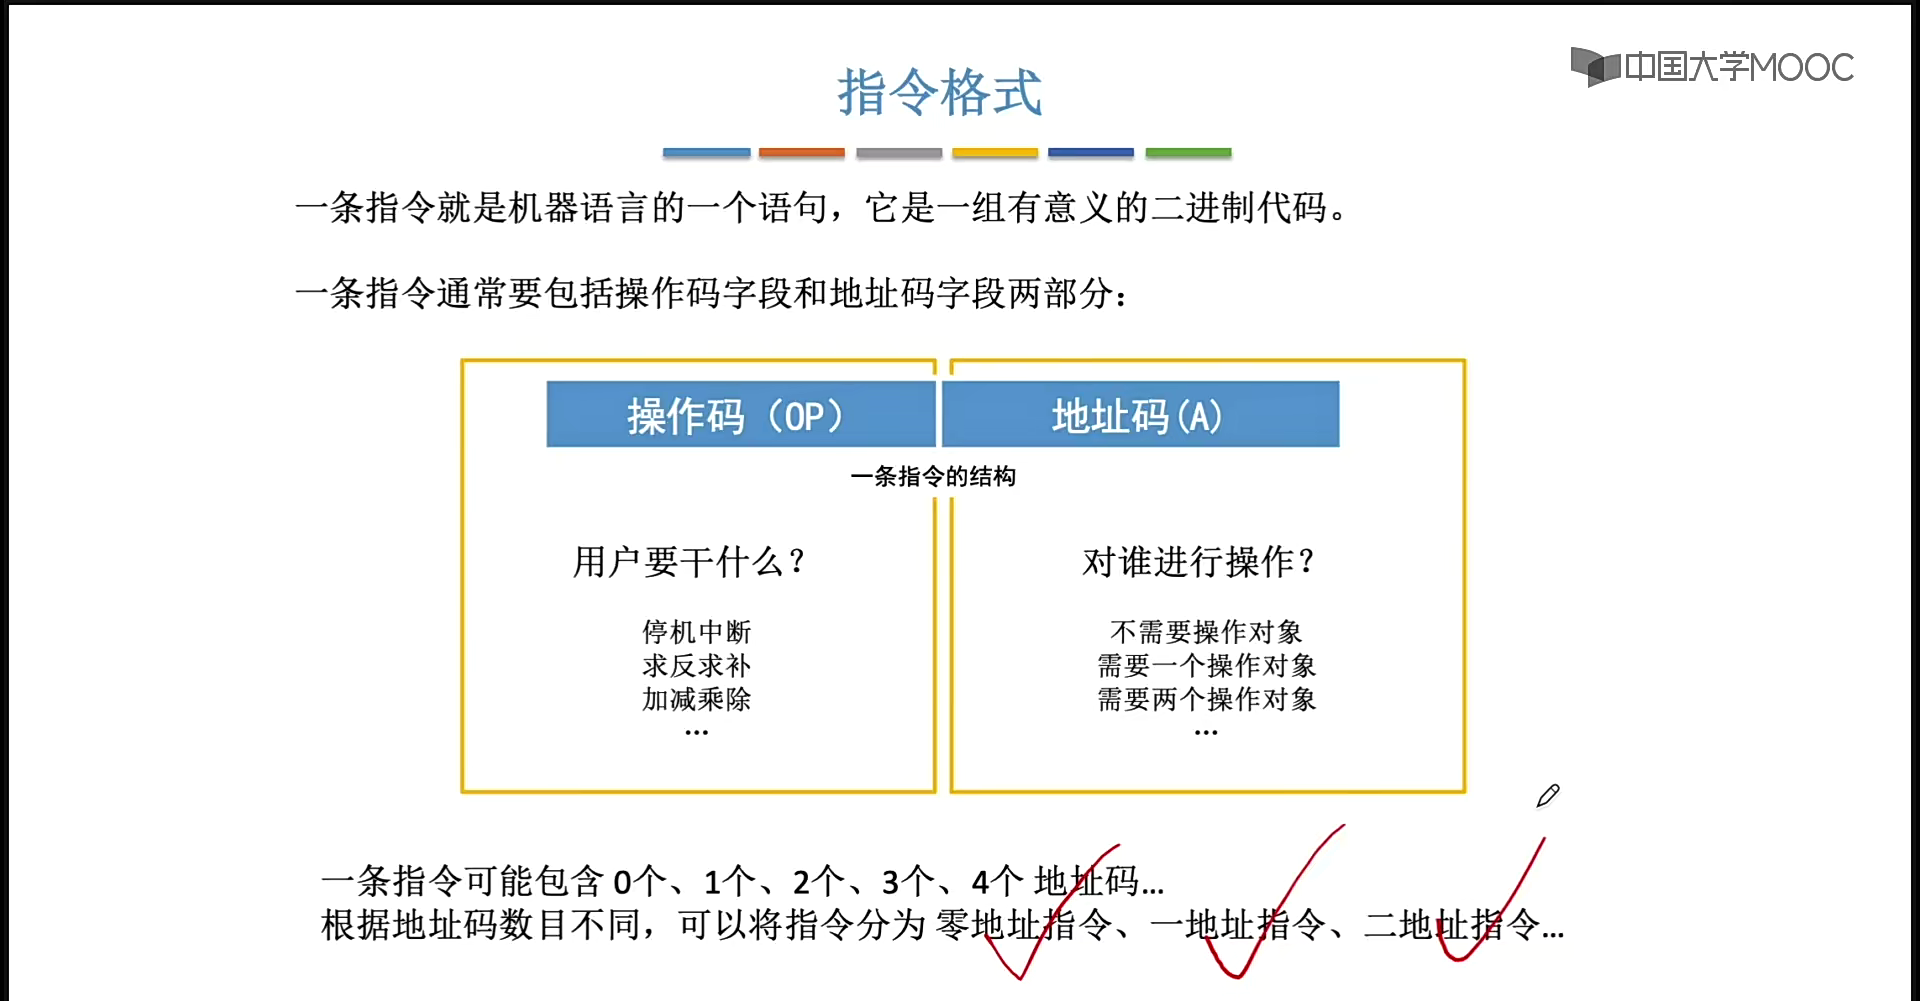 中国大学MOOC
指令格式
一条指令就是机器语言的一个语句，它是一组有意义的二进制代码。
一条指令通常要包括操作码字段和地址码字段两部分：
操作码（OP）
地址码(A)
一条指令的结构
用户要干什么？
停机中断
求反求补
加减乘除
...
对谁进行操作？
不需要操作对象
需要一个操作对象
需要两个操作对象
...
一条指令可能包含 0个、1个、2个、3个、4个 地址码...
根据地址码数目不同，可以将指令分为 零地址指令、一地址指令、二地址指令...